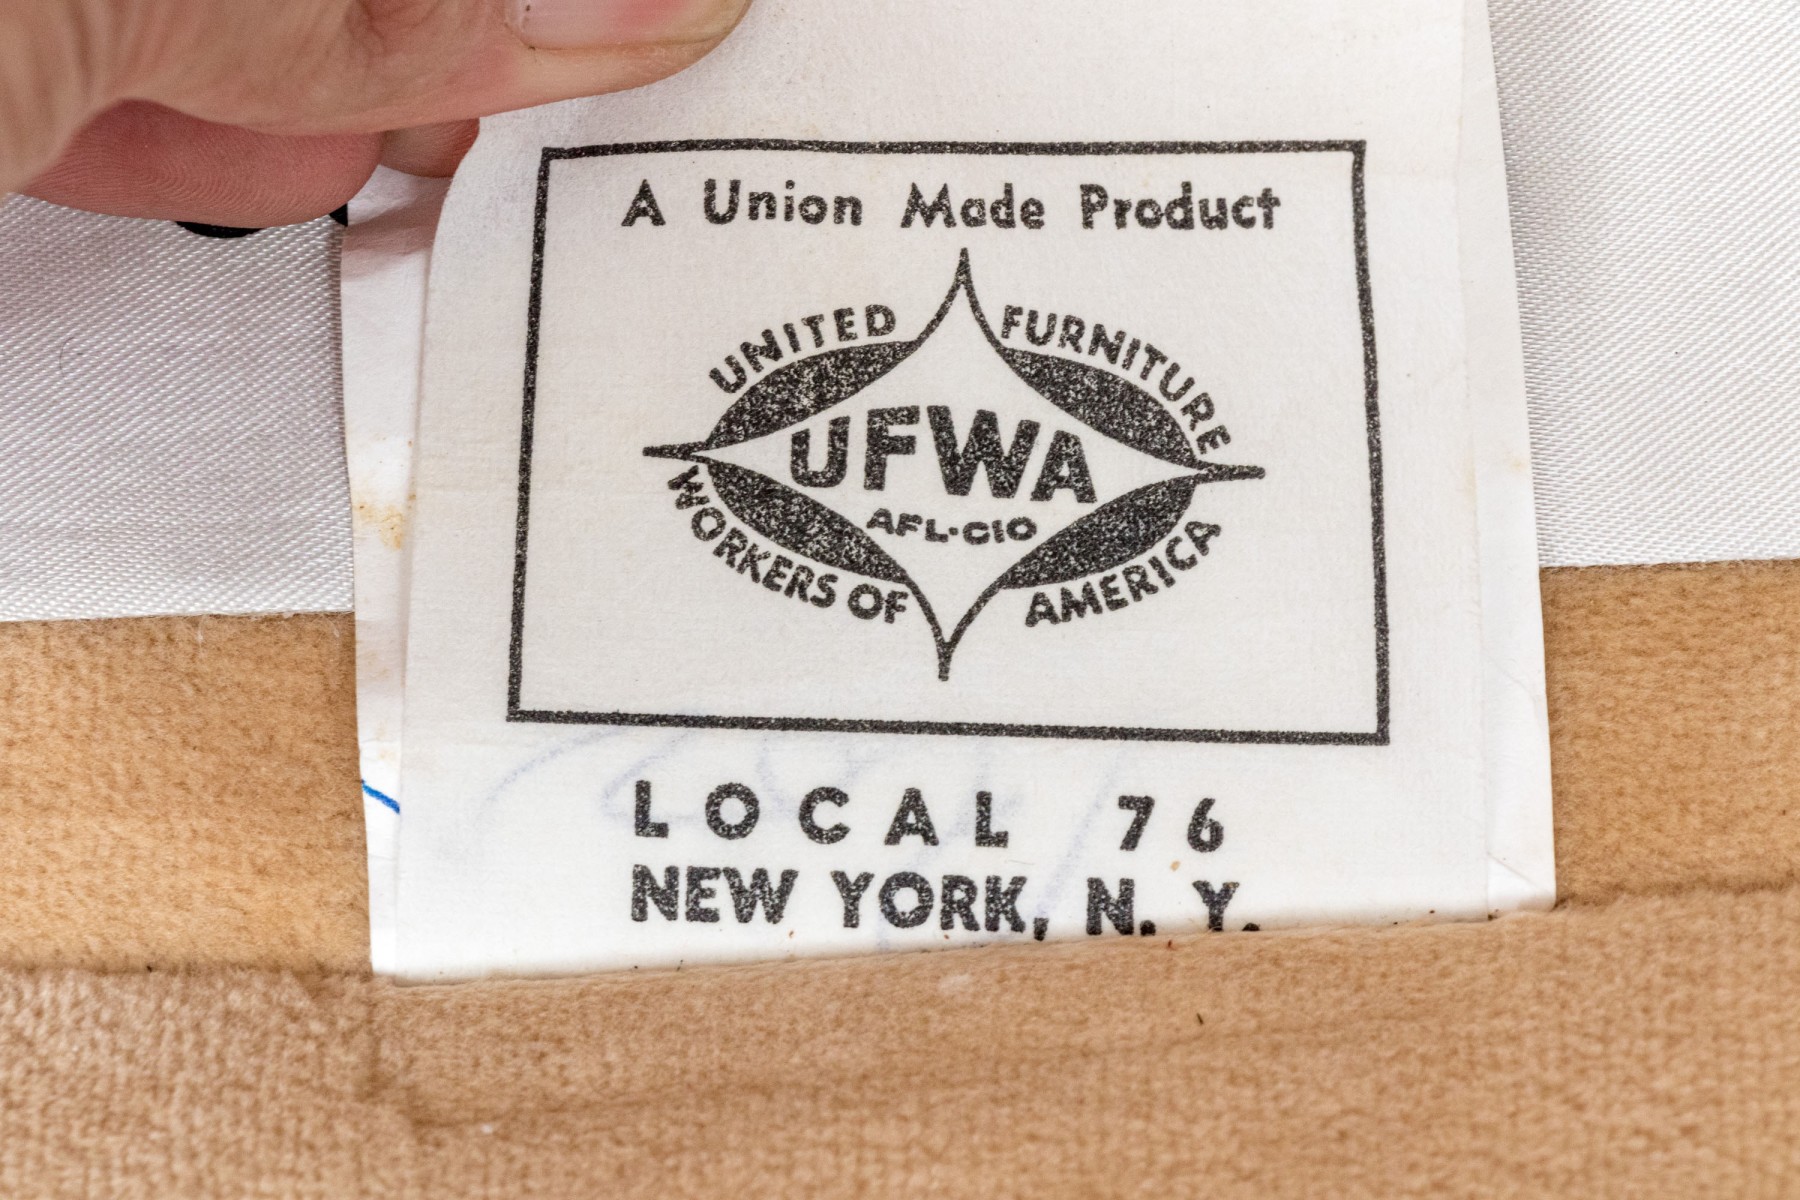 A Union Made Product
UNITED FURNITURE
UFWA
AFL-CIO
WORKERS OF AMERICA
LOCAL 76
NEW YORK, N. Y.